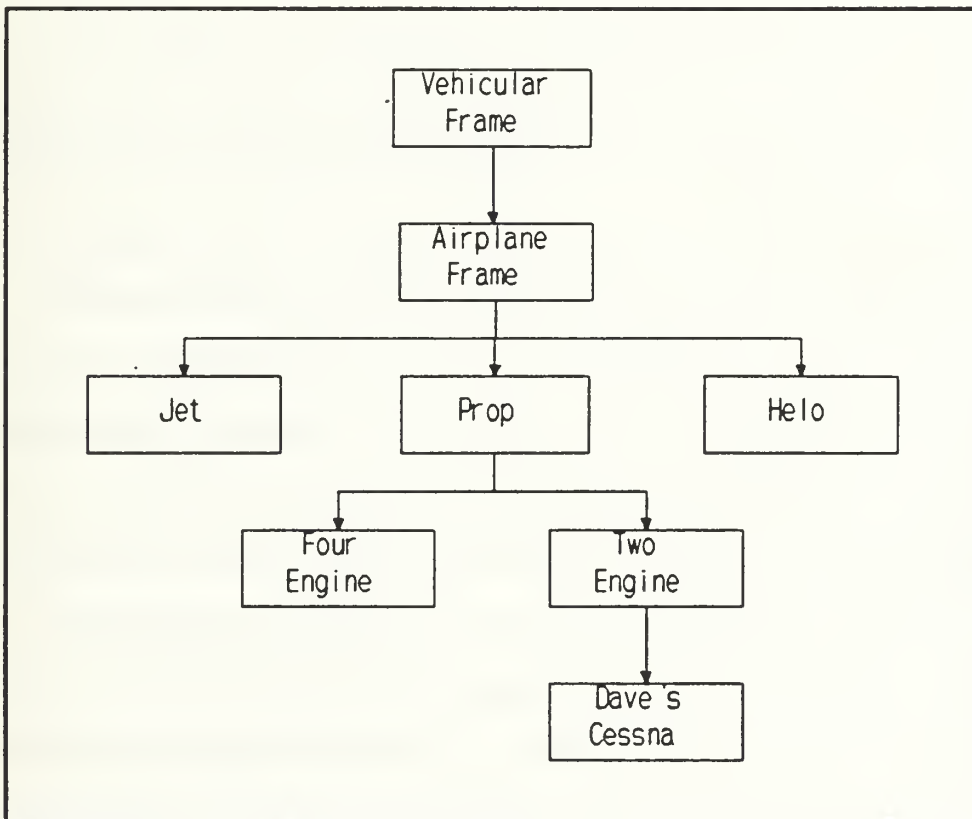 Vehicular
Frame
Airplane
Frame
Jet
Prop
Helo
Four
Engine
Two
Engine
Dave's
Cessna